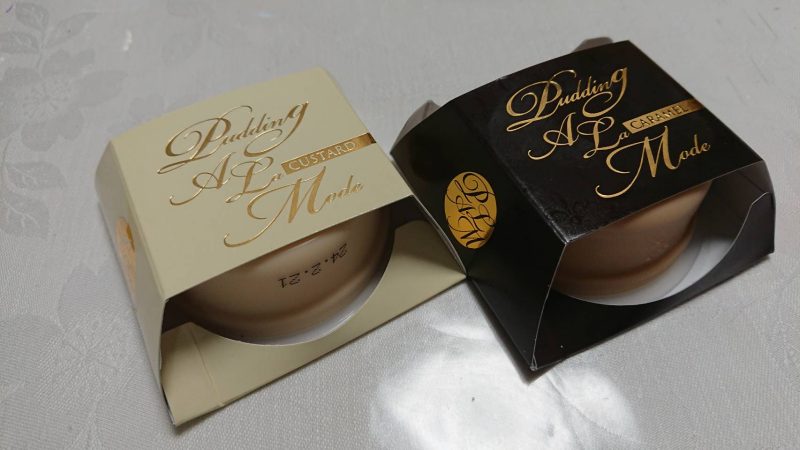 Pudding
A La CUSTARD
Mode
24.2.21
Pudding
A La CARAMEL
Mode